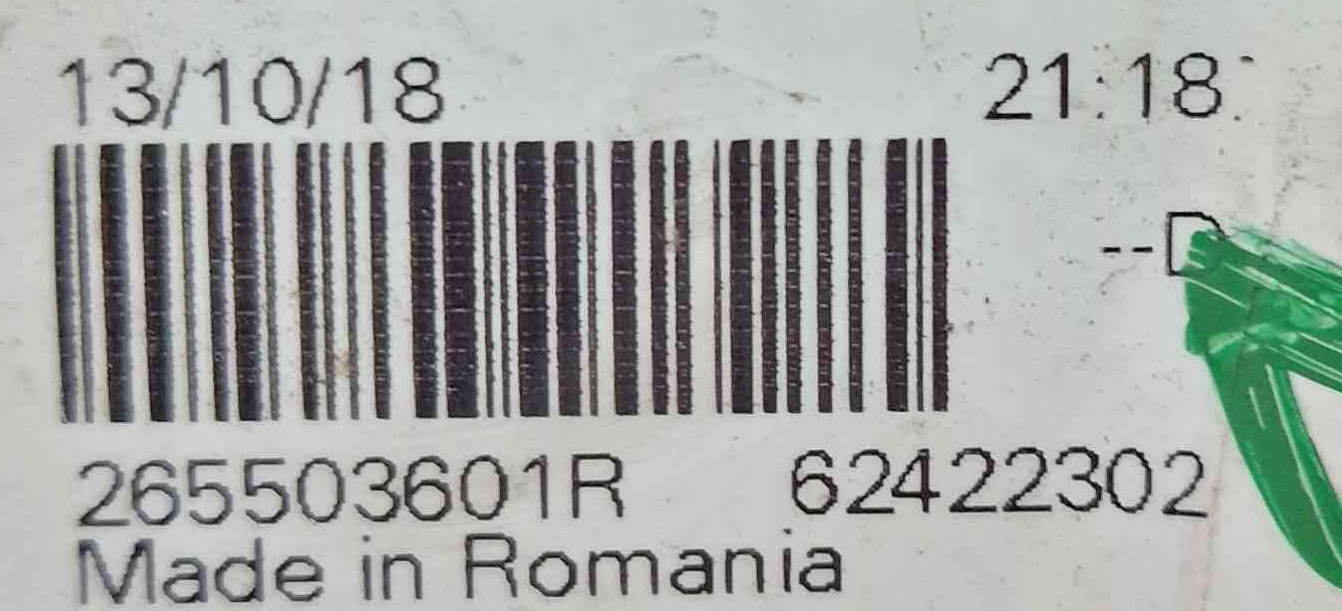 13/10/18 21:18
--D
265503601R 62422302
Made in Romania